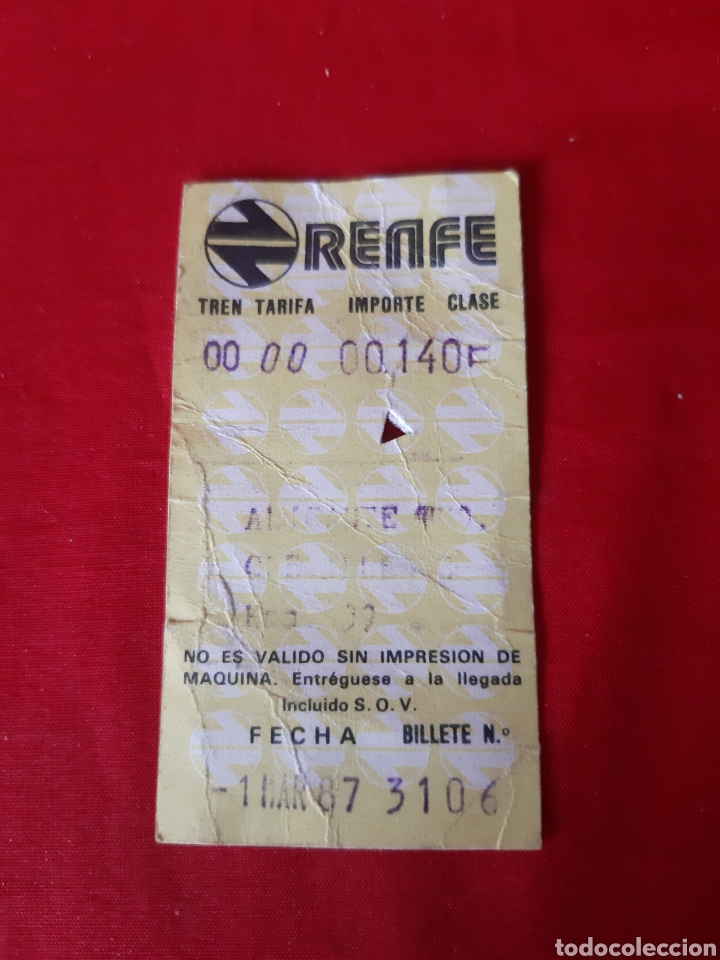 RENFE
TREN TARIFA IMPORTE CLASE
00 00 00.140
NO ES VALIDO SIN IMPRESION DE
MAQUINA. Entréguese a la llegada
Incluido S.O.V.
FECHA BILLETE N.º
-1 MAR 87 3106
todocoleccion